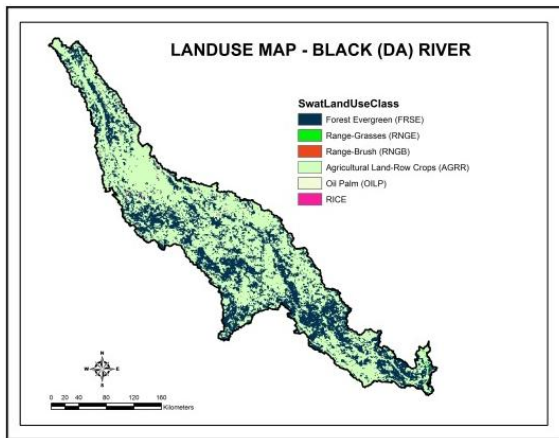 LANDUSE MAP - BLACK (DA) RIVER
SwatLandUseClass
Forest Evergreen (FRSE)
Range-Grasses (RNGE)
Range-Brush (RNGB)
Agricultural Land-Row Crops (AGRR)
Oil Palm (OILP)
RICE
N
W E
S
0 20 40 80 120 160
Kilometers